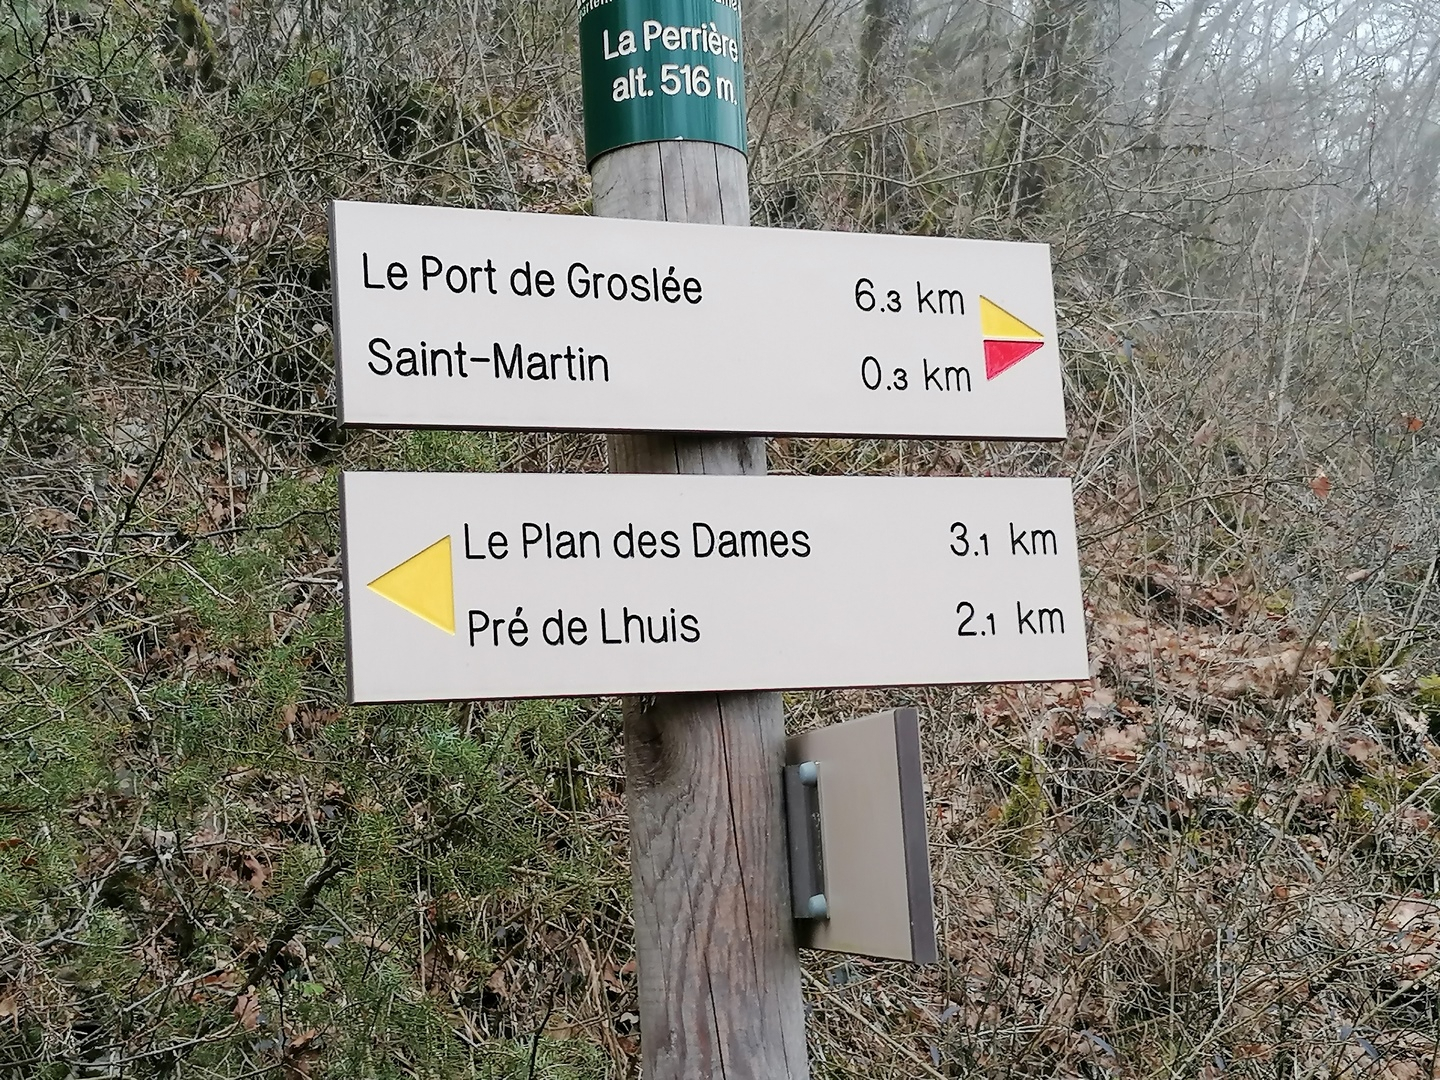 La Perrière
alt. 516 m.
Le Port de Groslée 6.3 km
Saint-Martin 0.3 km
Le Plan des Dames 3.1 km
Pré de Lhuis 2.1 km